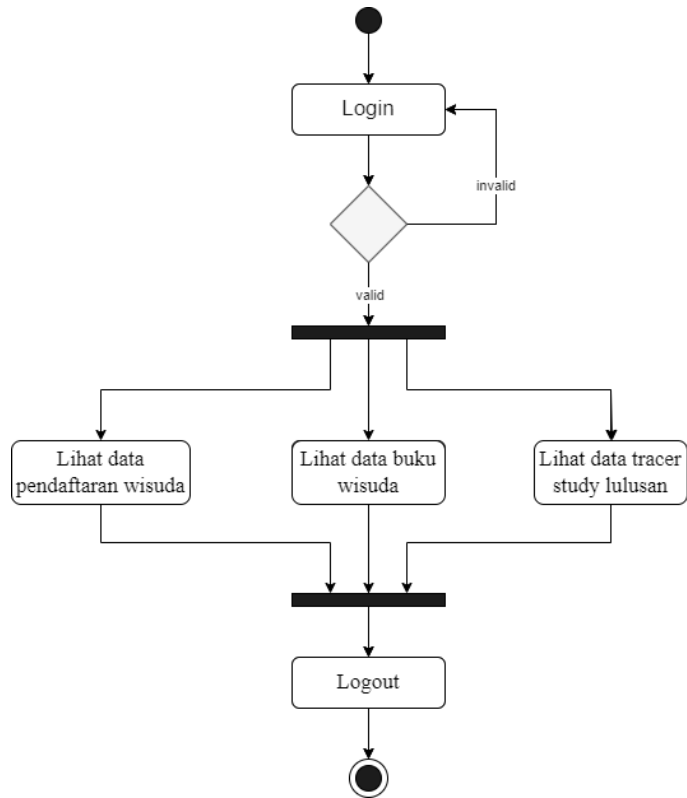 Login
invalid
valid
Lihat data
pendaftaran wisuda
Lihat data buku
wisuda
Lihat data tracer
study lulusan
Logout